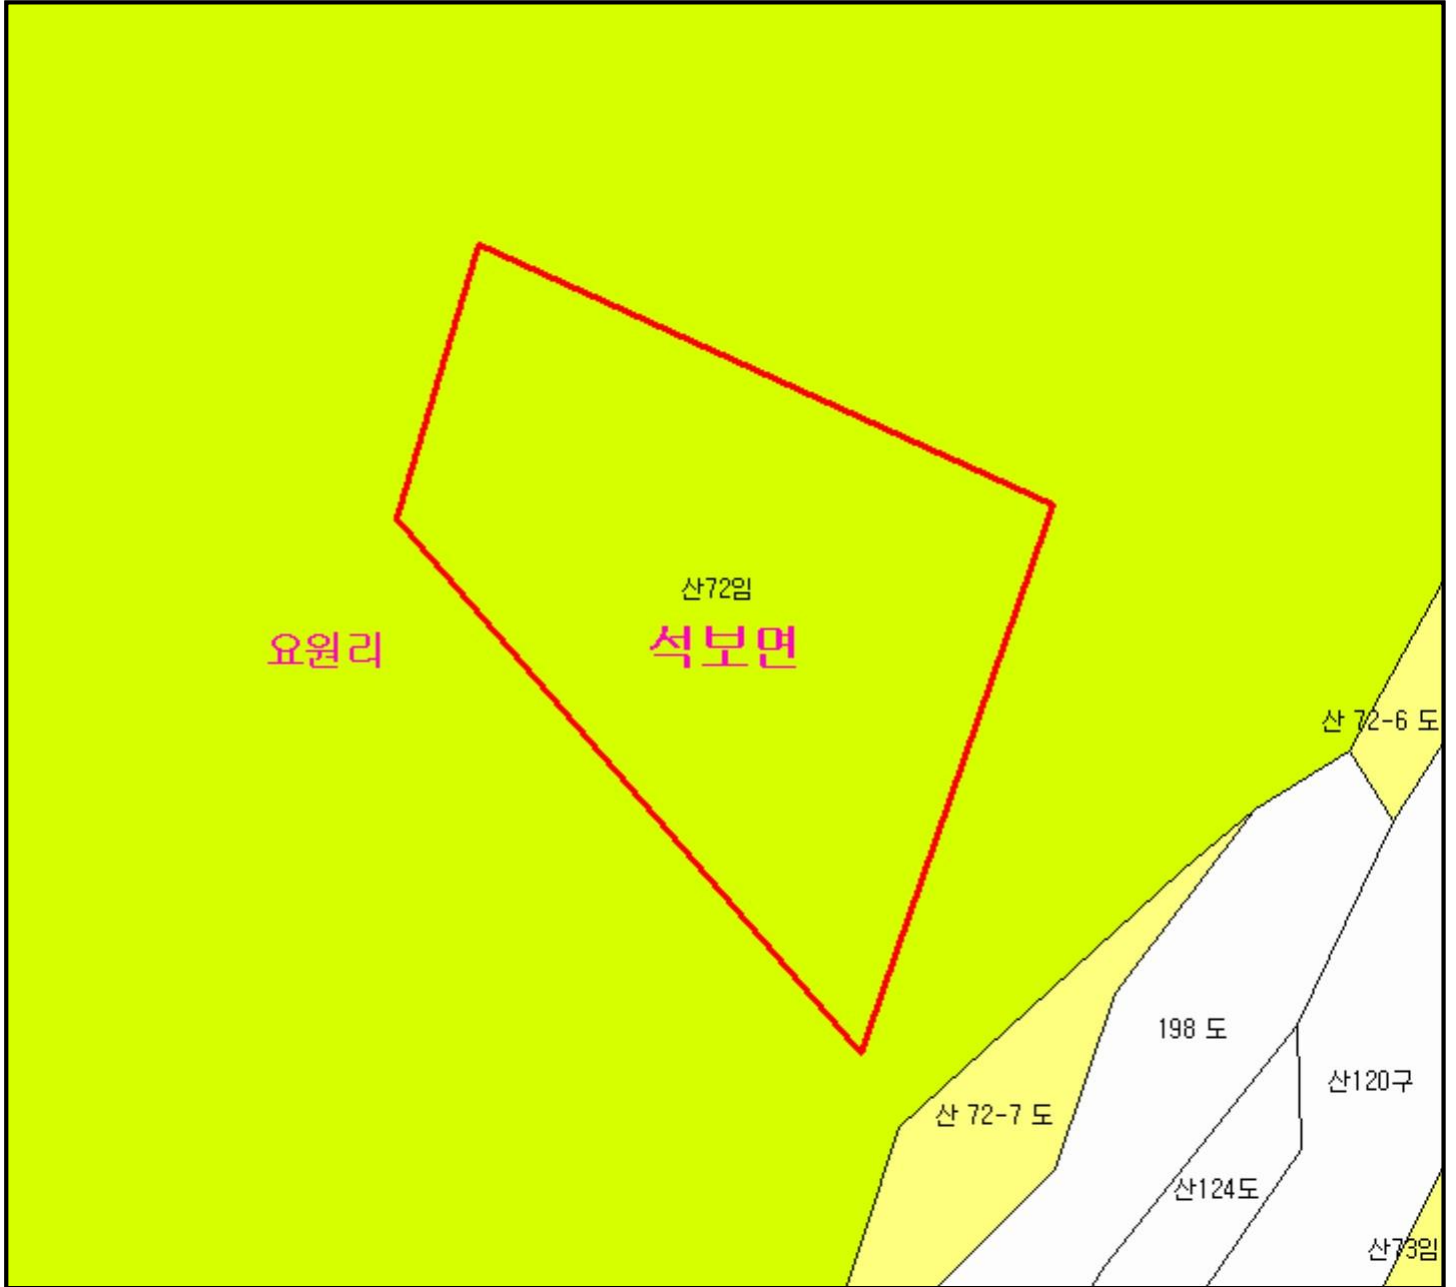 산72임
요원리
석보면
산 72-6 도
198 도
산120구
산 72-7 도
산124도
산73임